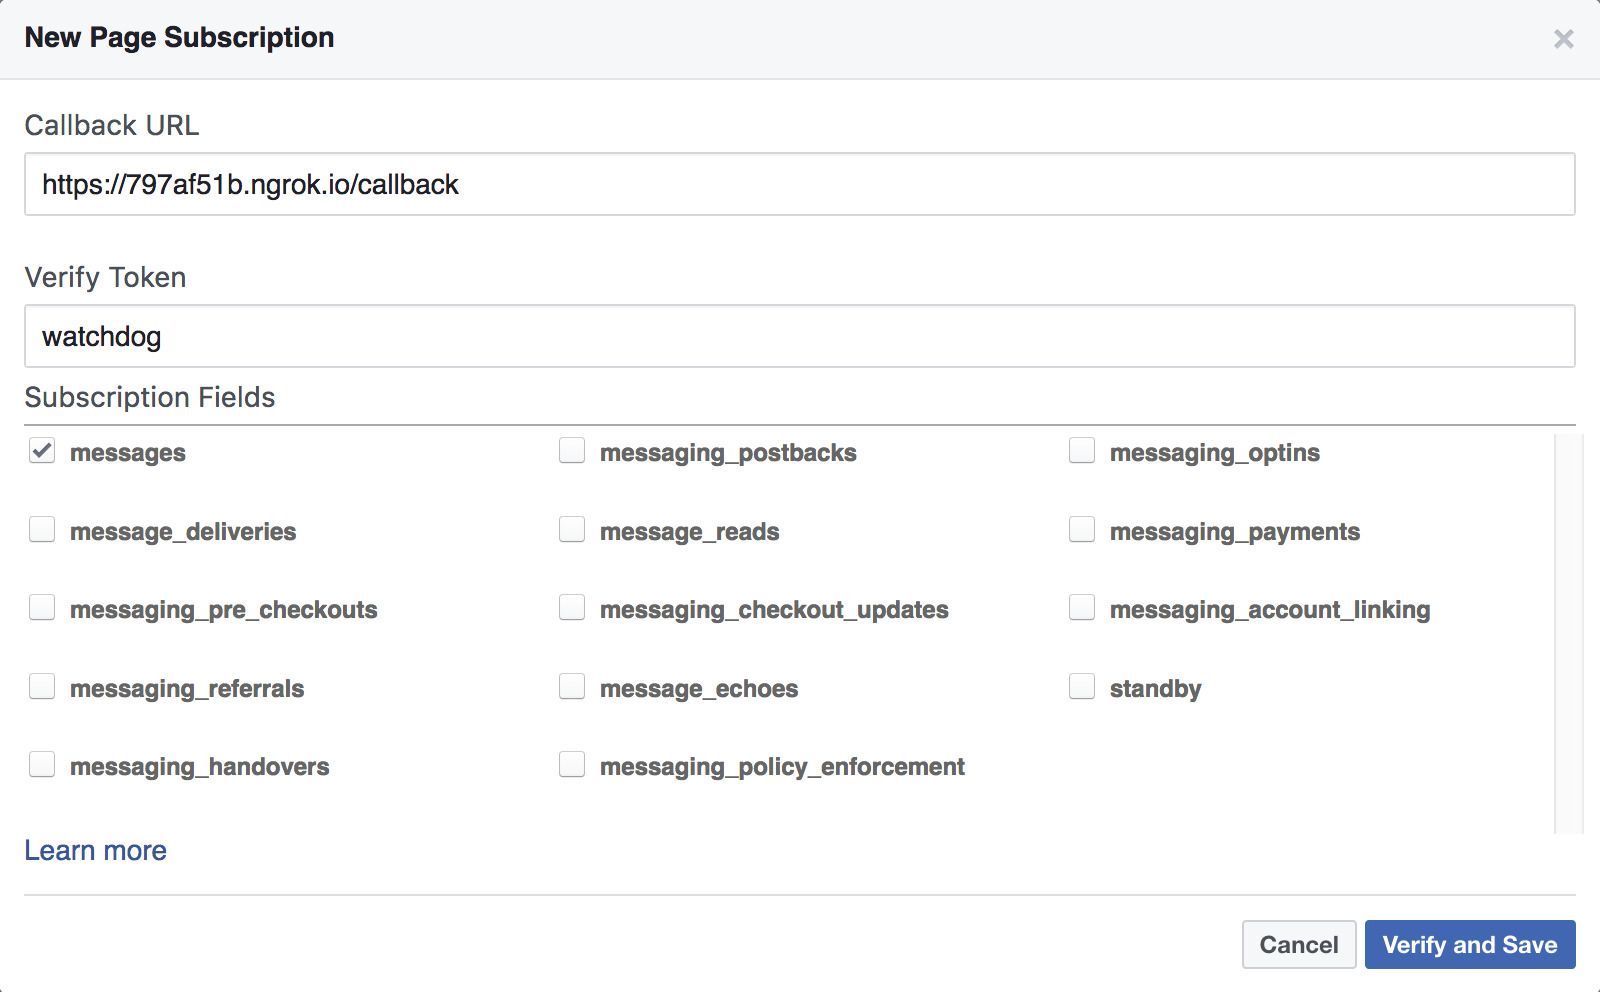 New Page Subscription
Callback URL
https://797af51b.ngrok.io/callback
Verify Token
watchdog
Subscription Fields
messages messaging_postbacks messaging_optins
message_deliveries message_reads messaging_payments
messaging_pre_checkouts messaging_checkout_updates messaging_account_linking
messaging_referrals message_echoes standby
messaging_handovers messaging_policy_enforcement
Learn more
Cancel Verify and Save